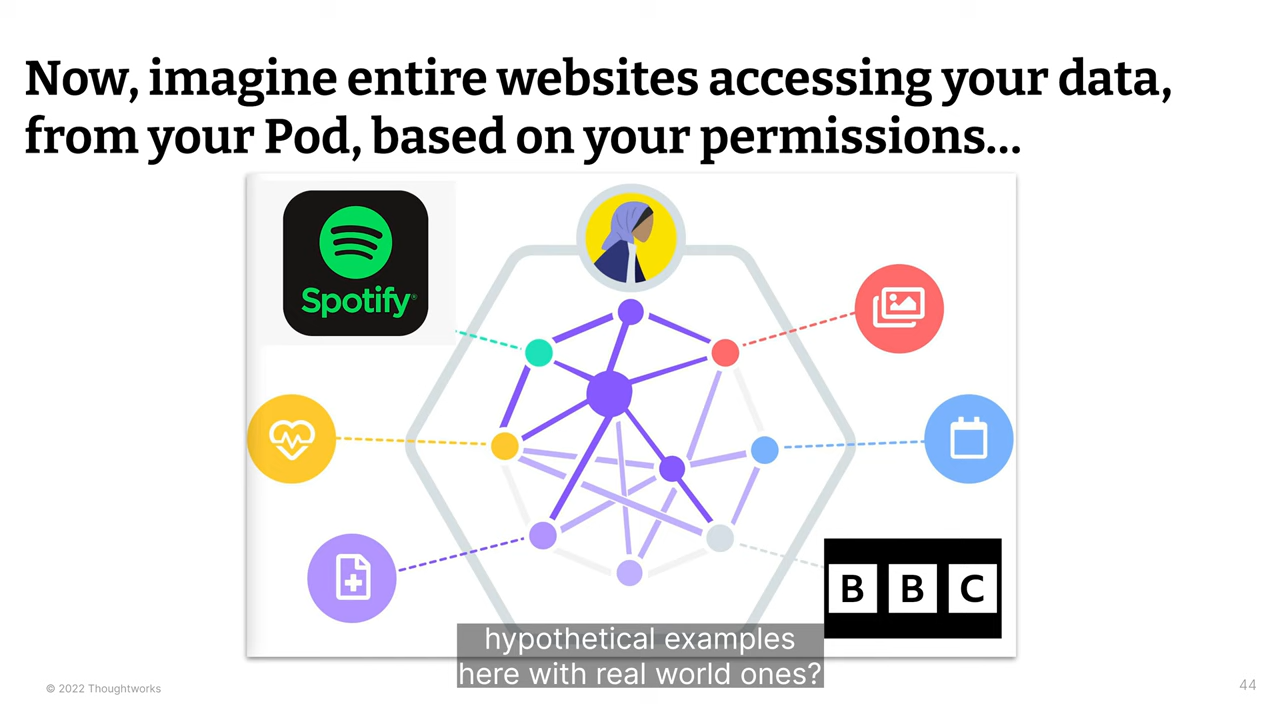 Now, imagine entire websites accessing your data,
from your Pod, based on your permissions...
Spotify®
BBC
hypothetical examples
here with real world ones?
© 2022 Thoughtworks
44